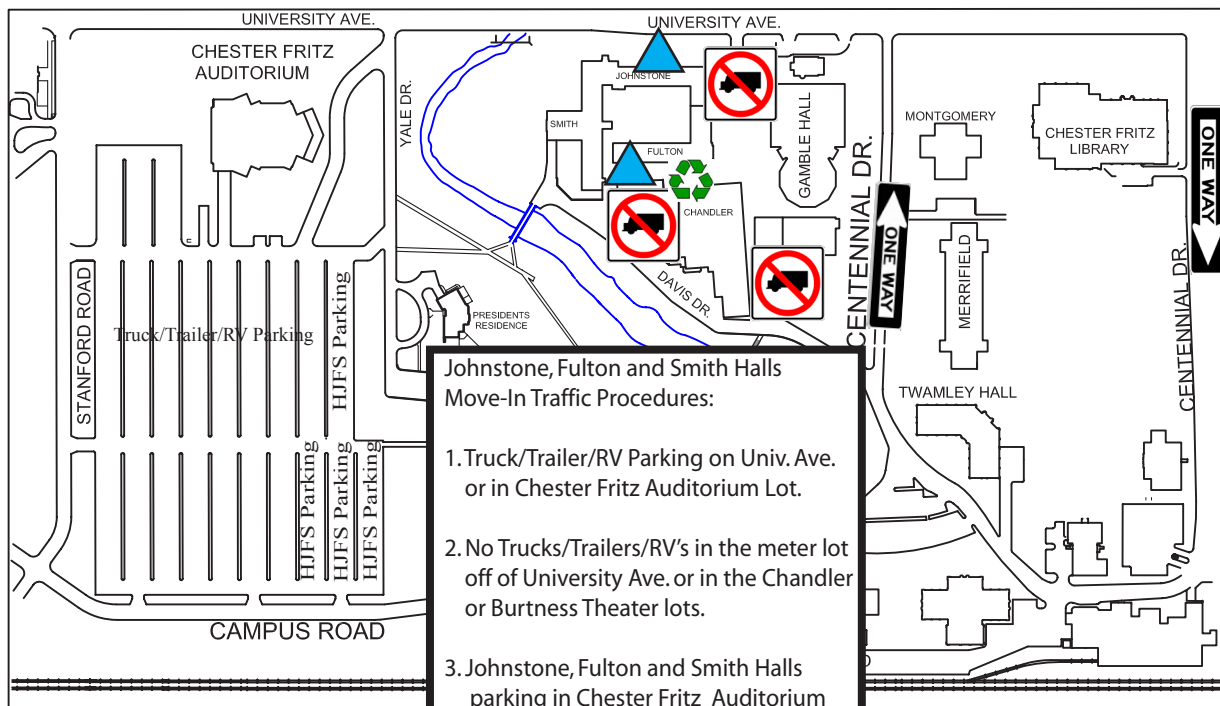 UNIVERSITY AVE.
UNIVERSITY AVE.
CHESTER FRITZ
AUDITORIUM
YALE DR.
JOHNSTONE
SMITH
FULTON
CHANDLER
GAMBLE HALL
CENTENNIAL DR.
MONTGOMERY
CHESTER FRITZ
LIBRARY
ONE WAY
ONE WAY
MERRIFIELD
CENTENNIAL DR.
DAVIS DR.
PRESIDENTS
RESIDENCE
STANFORD ROAD
Truck/Trailer/RV Parking
HJFS Parking
HJFS Parking
HJFS Parking
HJFS Parking
TWAMLEY HALL
CAMPUS ROAD
Johnstone, Fulton and Smith Halls
Move-In Traffic Procedures:
1. Truck/Trailer/RV Parking on Univ. Ave.
or in Chester Fritz Auditorium Lot.
2. No Trucks/Trailers/RV's in the meter lot
off of University Ave. or in the Chandler
or Burtness Theater lots.
3. Johnstone, Fulton and Smith Halls
parking in Chester Fritz Auditorium